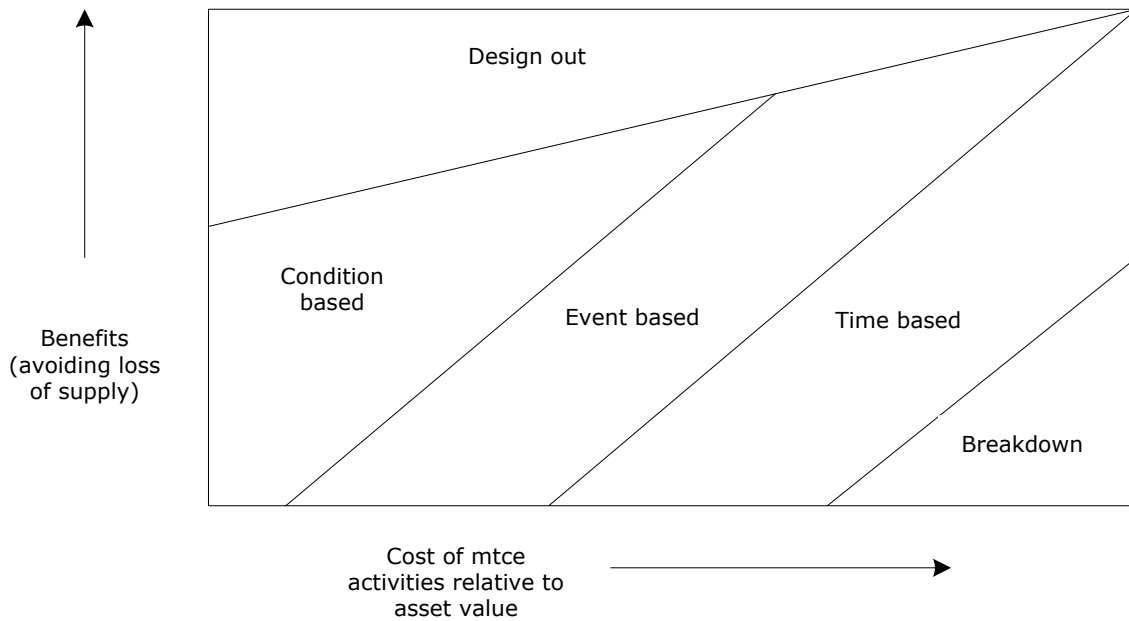 Design out
Condition
based
Event based
Time based
Benefits
(avoiding loss
of supply)
Breakdown
Cost of mtce
activities relative to
asset value